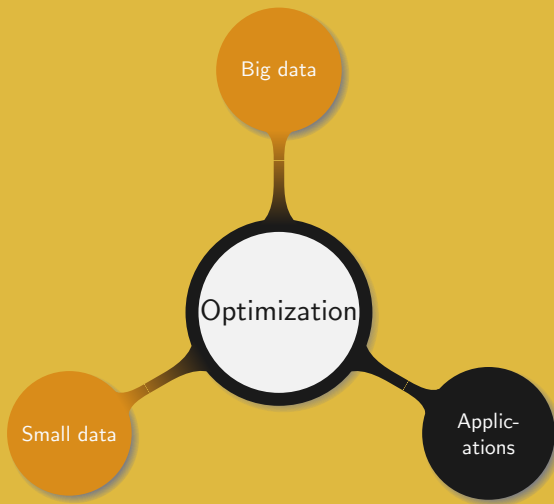 Big data
Optimization
Small data
Applic-
ations